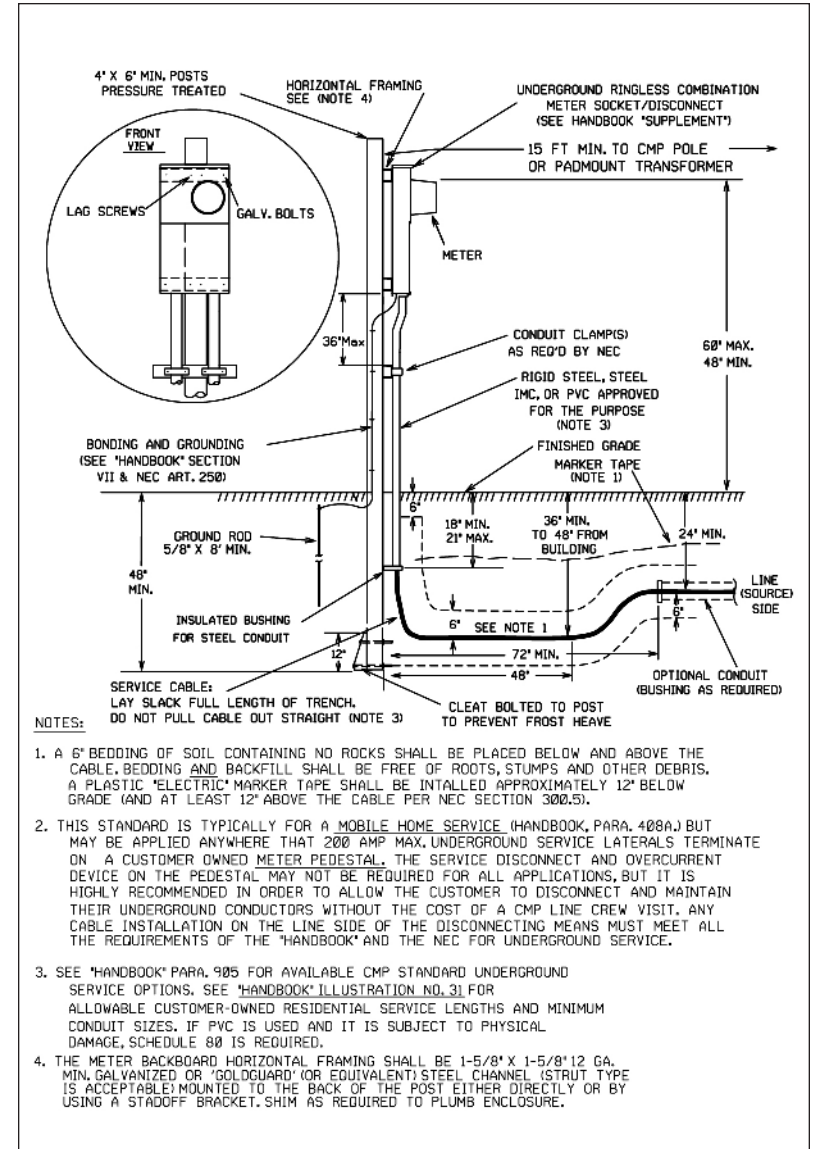 4" X 6" MIN. POSTS
PRESSURE TREATED
HORIZONTAL FRAMING
SEE (NOTE 4)
UNDERGROUND RINGLESS COMBINATION
METER SOCKET/DISCONNECT
(SEE HANDBOOK "SUPPLEMENT")
FRONT
VIEW
15 FT MIN. TO CMP POLE
OR PADMOUNT TRANSFORMER
LAG SCREWS
GALV. BOLTS
METER
36"Max
CONDUIT CLAMP(S)
AS REQ'D BY NEC
60" MAX.
48" MIN.
RIGID STEEL, STEEL
IMC, OR PVC APPROVED
FOR THE PURPOSE
(NOTE 3)
BONDING AND GROUNDING
(SEE "HANDBOOK" SECTION
VII & NEC ART. 250)
FINISHED GRADE
MARKER TAPE
(NOTE 1)
6"
18" MIN.
21" MAX.
36" MIN.
TO 48" FROM
BUILDING
24" MIN.
GROUND ROD
5/8" X 8' MIN.
48"
MIN.
LINE
(SOURCE)
SIDE
INSULATED BUSHING
FOR STEEL CONDUIT
6"
SEE NOTE 1
6"
12"
72" MIN.
48"
OPTIONAL CONDUIT
(BUSHING AS REQUIRED)
SERVICE CABLE:
LAY SLACK FULL LENGTH OF TRENCH.
DO NOT PULL CABLE OUT STRAIGHT (NOTE 3)
CLEAT BOLTED TO POST
TO PREVENT FROST HEAVE
NOTES:
1. A 6" BEDDING OF SOIL CONTAINING NO ROCKS SHALL BE PLACED BELOW AND ABOVE THE
CABLE. BEDDING AND BACKFILL SHALL BE FREE OF ROOTS, STUMPS AND OTHER DEBRIS.
A PLASTIC "ELECTRIC" MARKER TAPE SHALL BE INTALLED APPROXIMATELY 12" BELOW
GRADE (AND AT LEAST 12" ABOVE THE CABLE PER NEC SECTION 300.5).
2. THIS STANDARD IS TYPICALLY FOR A MOBILE HOME SERVICE (HANDBOOK, PARA. 408A.) BUT
MAY BE APPLIED ANYWHERE THAT 200 AMP MAX. UNDERGROUND SERVICE LATERALS TERMINATE
ON A CUSTOMER OWNED METER PEDESTAL. THE SERVICE DISCONNECT AND OVERCURRENT
DEVICE ON THE PEDESTAL MAY NOT BE REQUIRED FOR ALL APPLICATIONS, BUT IT IS
HIGHLY RECOMMENDED IN ORDER TO ALLOW THE CUSTOMER TO DISCONNECT AND MAINTAIN
THEIR UNDERGROUND CONDUCTORS WITHOUT THE COST OF A CMP LINE CREW VISIT. ANY
CABLE INSTALLATION ON THE LINE SIDE OF THE DISCONNECTING MEANS MUST MEET ALL
THE REQUIREMENTS OF THE "HANDBOOK" AND THE NEC FOR UNDERGROUND SERVICE.
3. SEE "HANDBOOK" PARA. 905 FOR AVAILABLE CMP STANDARD UNDERGROUND
SERVICE OPTIONS. SEE "HANDBOOK" ILLUSTRATION NO. 31 FOR
ALLOWABLE CUSTOMER-OWNED RESIDENTIAL SERVICE LENGTHS AND MINIMUM
CONDUIT SIZES. IF PVC IS USED AND IT IS SUBJECT TO PHYSICAL
DAMAGE, SCHEDULE 80 IS REQUIRED.
4. THE METER BACKBOARD HORIZONTAL FRAMING SHALL BE 1-5/8" X 1-5/8" 12 GA.
MIN. GALVANIZED OR 'GOLDGUARD' (OR EQUIVALENT) STEEL CHANNEL (STRUT TYPE
IS ACCEPTABLE) MOUNTED TO THE BACK OF THE POST EITHER DIRECTLY OR BY
USING A STADOFF BRACKET. SHIM AS REQUIRED TO PLUMB ENCLOSURE.